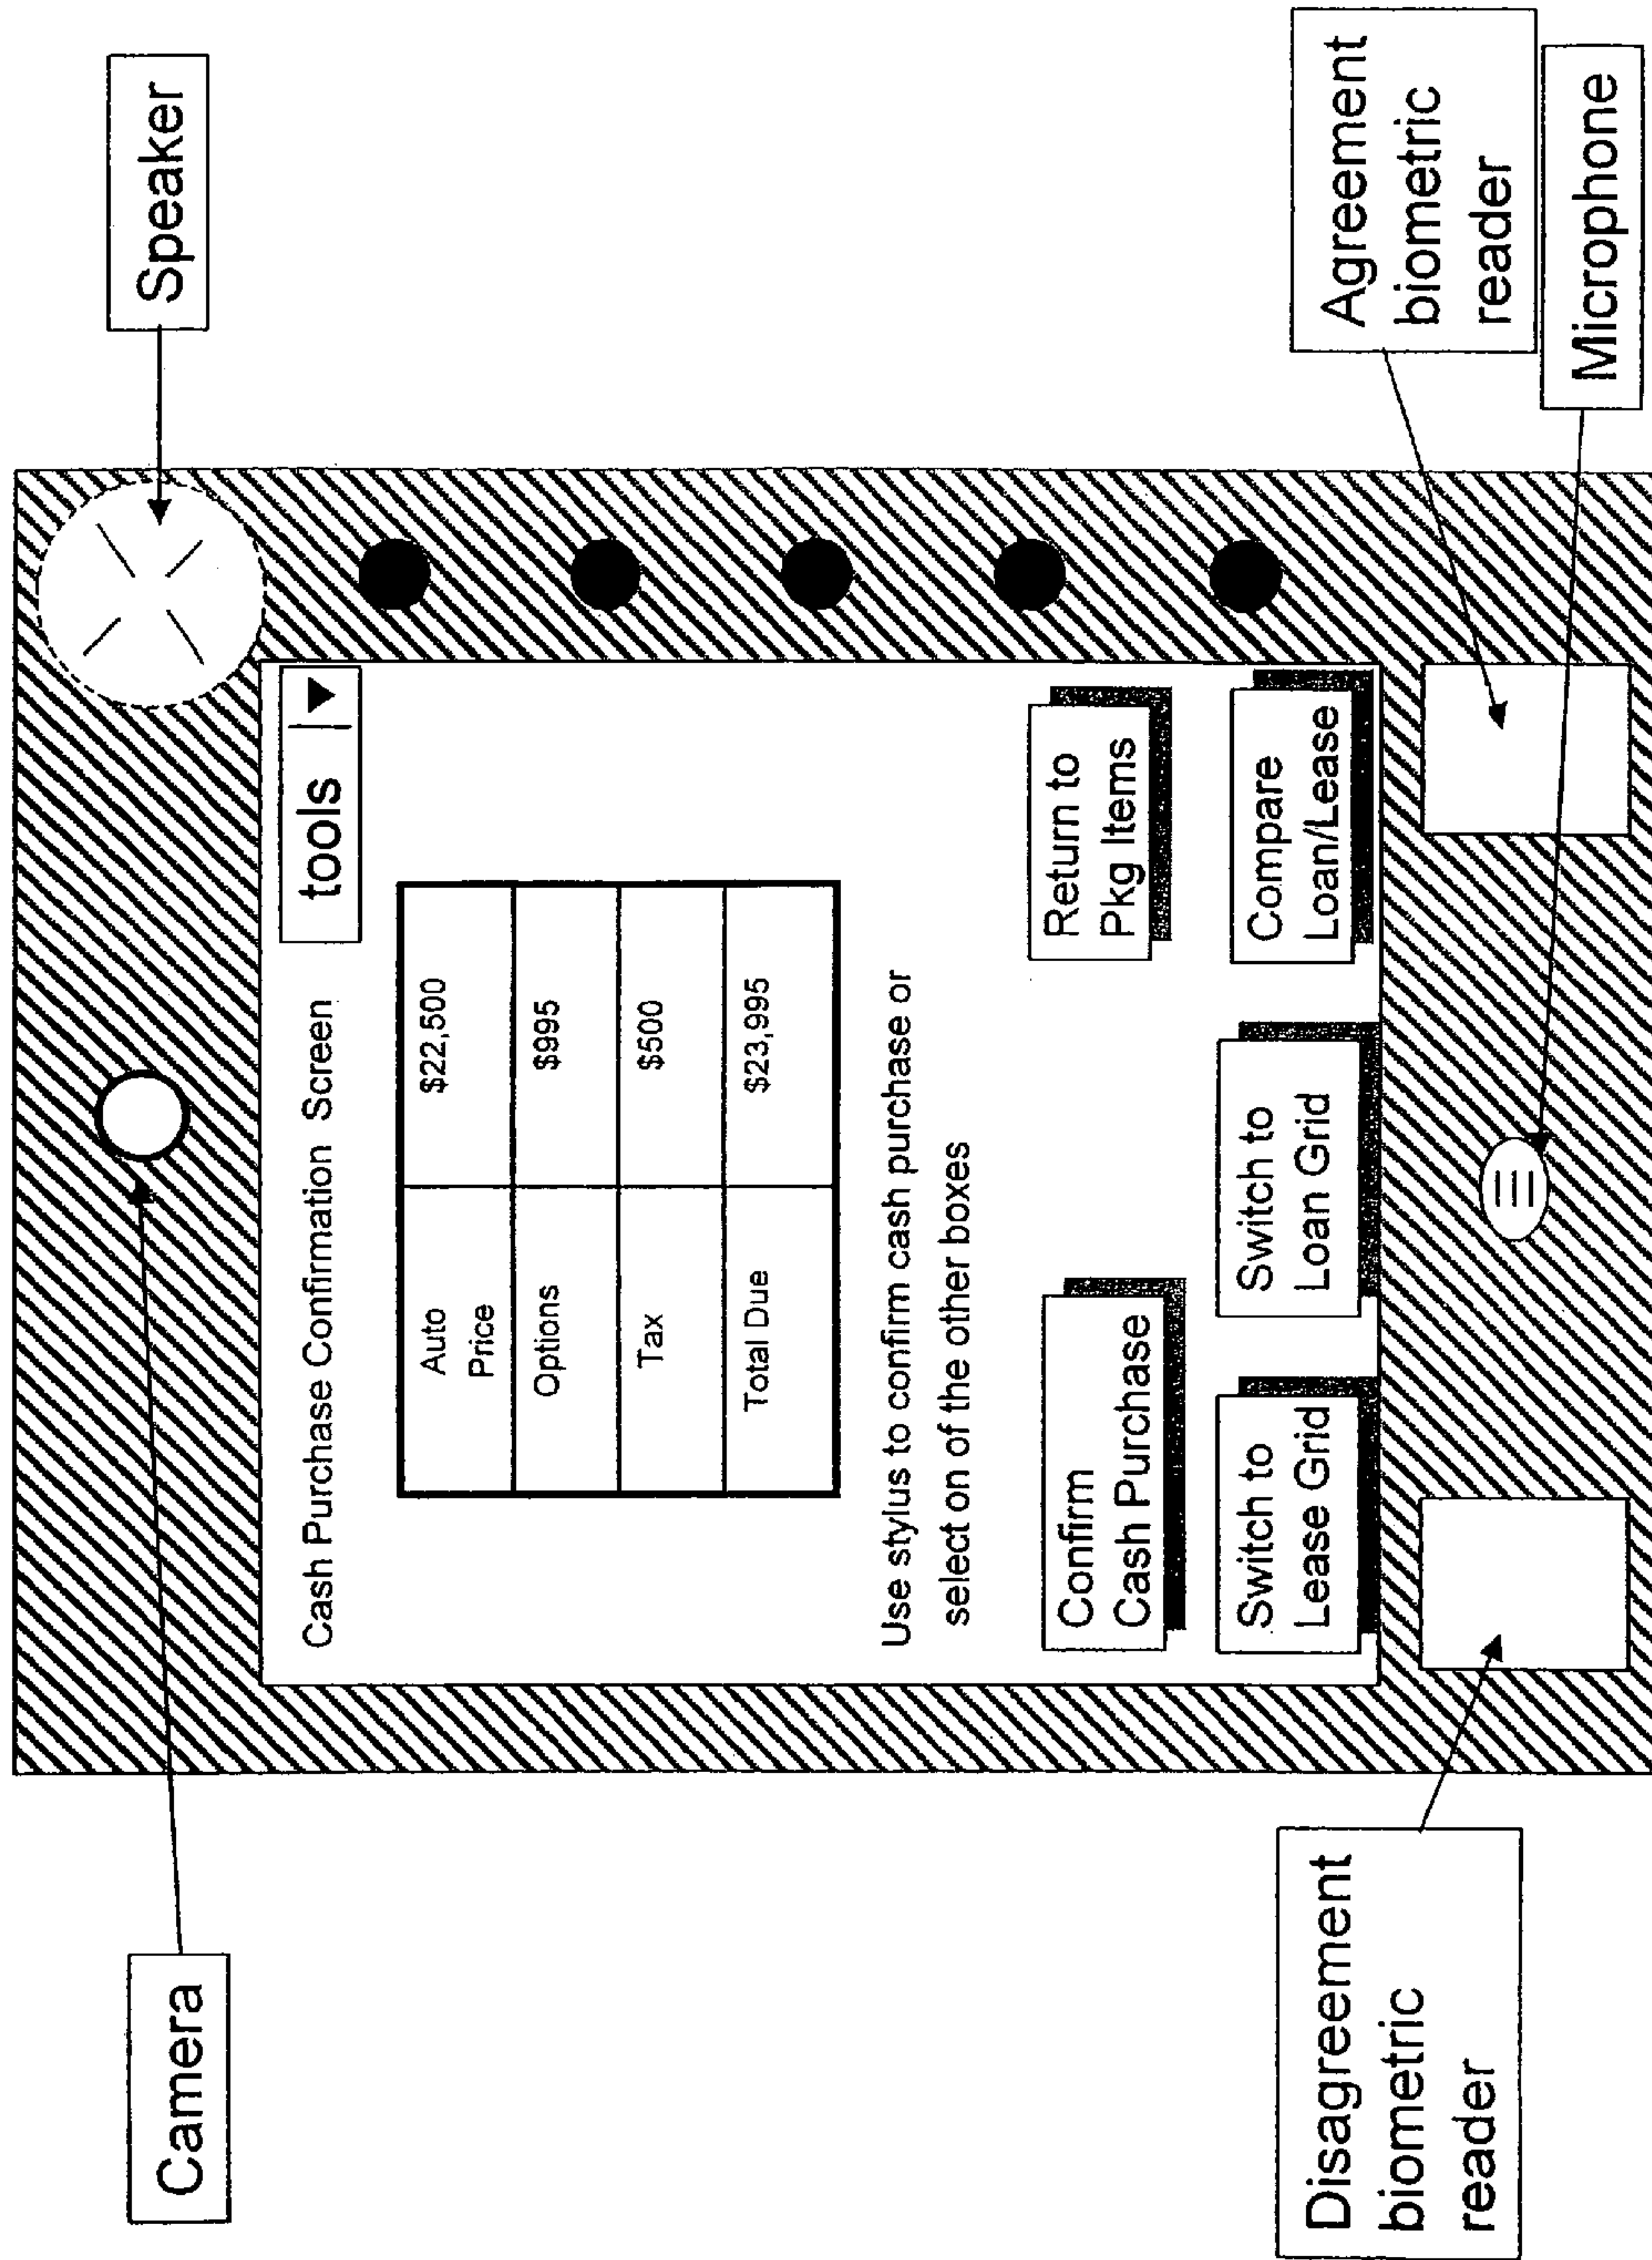 Camera
Speaker
Cash Purchase Confirmation Screen
tools
Auto
Price
$22,500
Options
$995
Tax
$500
Total Due
$23,995
Use stylus to confirm cash purchase or
select on of the other boxes
Confirm
Cash Purchase
Return to
Pkg Items
Switch to
Lease Grid
Switch to
Loan Grid
Compare
Loan/Lease
Disagreement
biometric
reader
Agreement
biometric
reader
Microphone